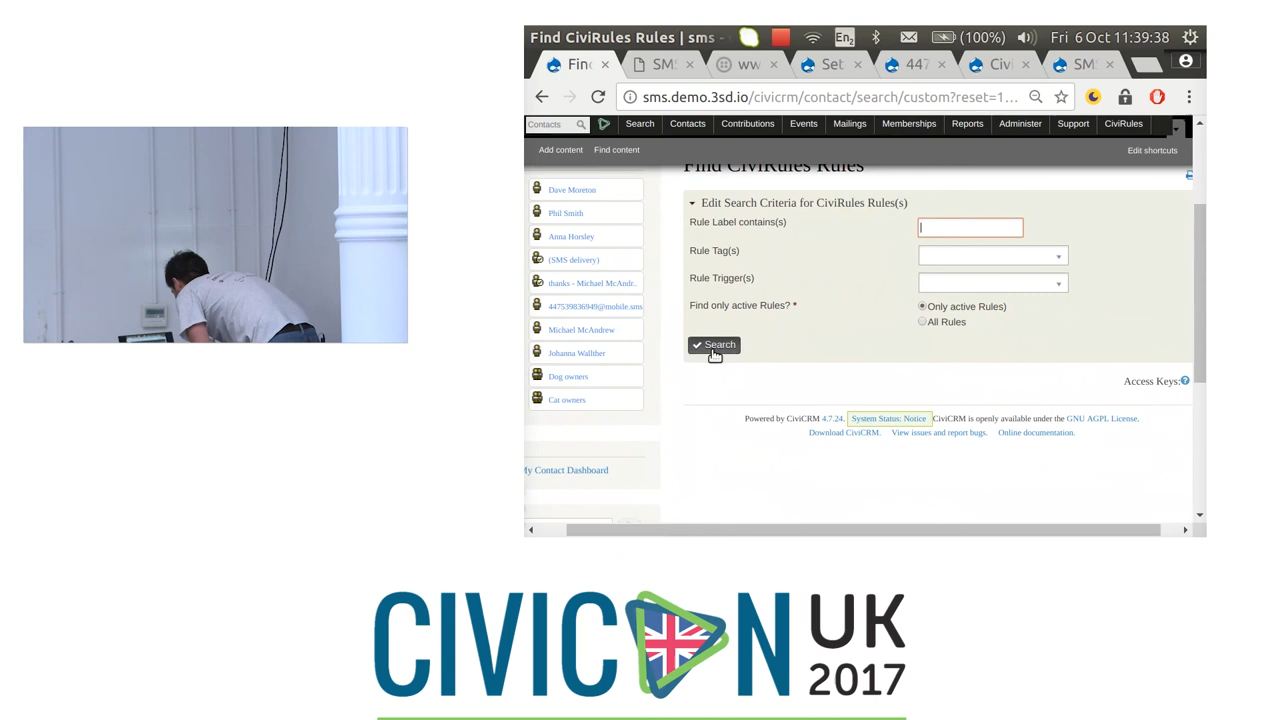 Find CiviRules Rules | sms -
En2
(100%)
Fri 6 Oct 11:39:38
Fin
SMS
ww
Set
447
Civi
SMS
sms.demo.3sd.io/civicrm/contact/search/custom?reset=1...
Contacts
Search
Contacts
Contributions
Events
Mailings
Memberships
Reports
Administer
Support
CiviRules
Add content
Find content
Edit shortcuts
Find CiviRules Rules
Dave Moreton
Phil Smith
Anna Horsley
(SMS delivery)
thanks - Michael McAndr..
447539836949@mobile.sms
Michael McAndrew
Johanna Wallther
Dog owners
Cat owners
My Contact Dashboard
Edit Search Criteria for CiviRules Rules(s)
Rule Label contains(s)
Rule Tag(s)
Rule Trigger(s)
Find only active Rules? *
Only active Rules)
All Rules
Search
Access Keys:?
Powered by CiviCRM 4.7.24. System Status: Notice CiviCRM is openly available under the GNU AGPL License.
Download CiviCRM. View issues and report bugs. Online documentation.
CIVICON UK
2017